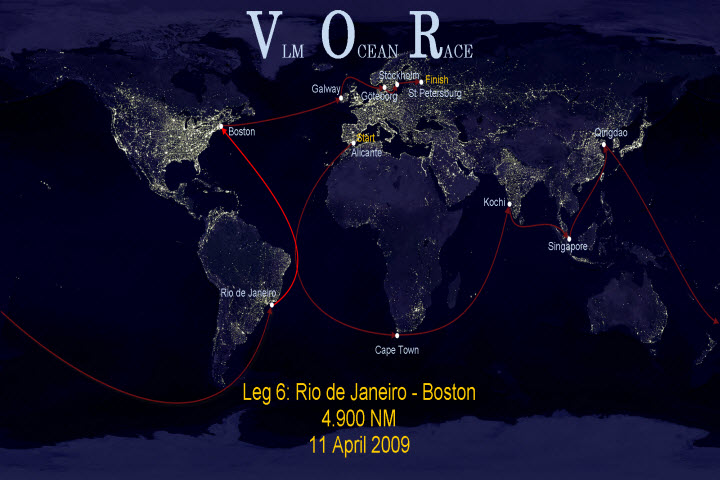 VLM OCEAN RACE
Stockholm
Finish
Galway
Göteborg
St Petersburg
Boston
Start
Alicante
Qingdao
Kochi
Singapore
Rio de Janeiro
Cape Town
Leg 6: Rio de Janeiro - Boston
4.900 NM
11 April 2009